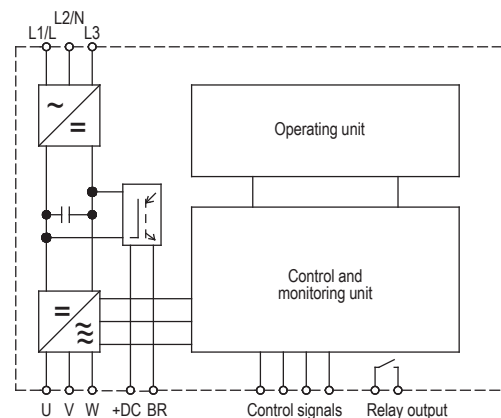 L2/N
L1/L L3
Operating unit
Control and
monitoring unit
U V W +DC BR Control signals Relay output